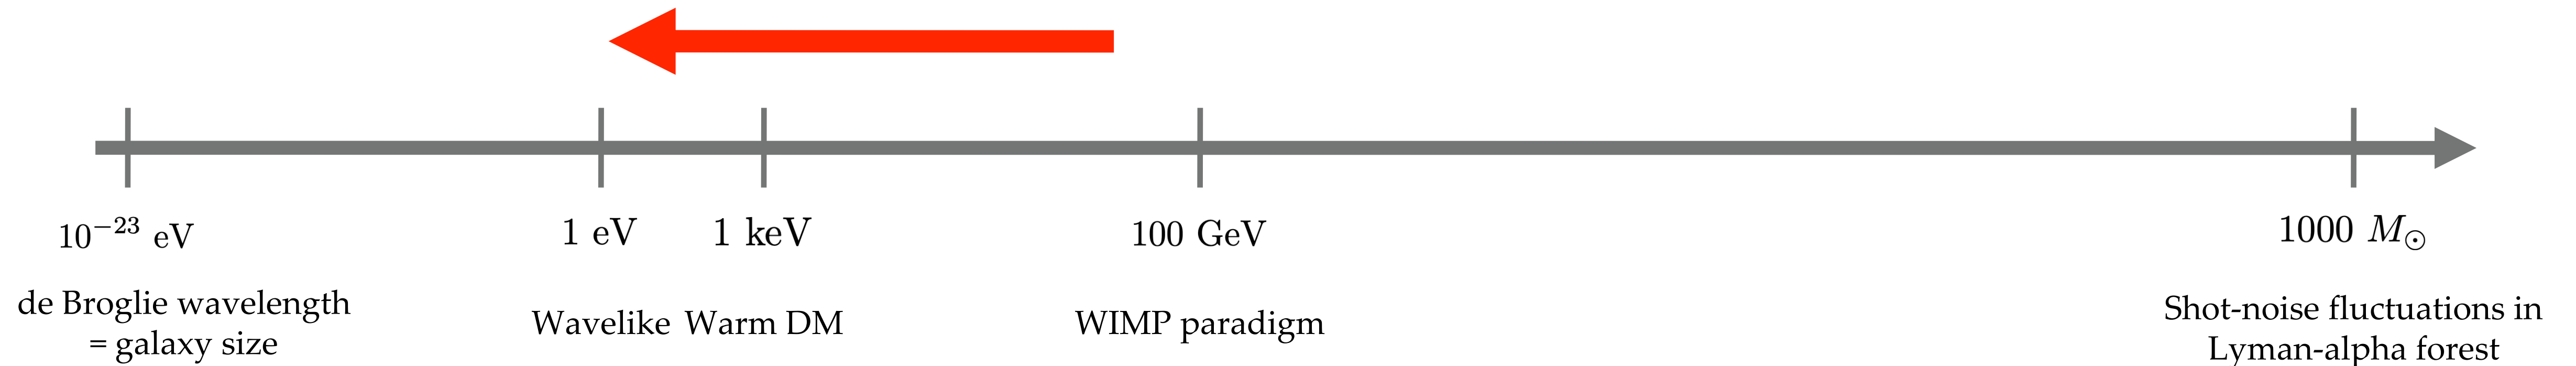 10⁻²³ eV
1 eV
1 keV
100 GeV
1000 M⊙
de Broglie wavelength
= galaxy size
Wavelike
Warm DM
WIMP paradigm
Shot-noise fluctuations in
Lyman-alpha forest